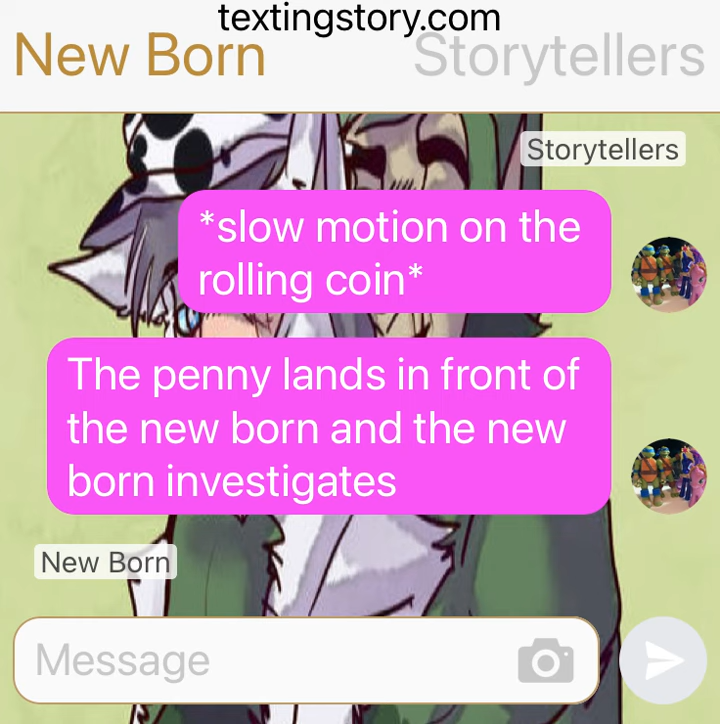 textingstory.com
New Born
Storytellers
Storytellers
*slow motion on the
rolling coin*
The penny lands in front of
the new born and the new
born investigates
New Born
Message